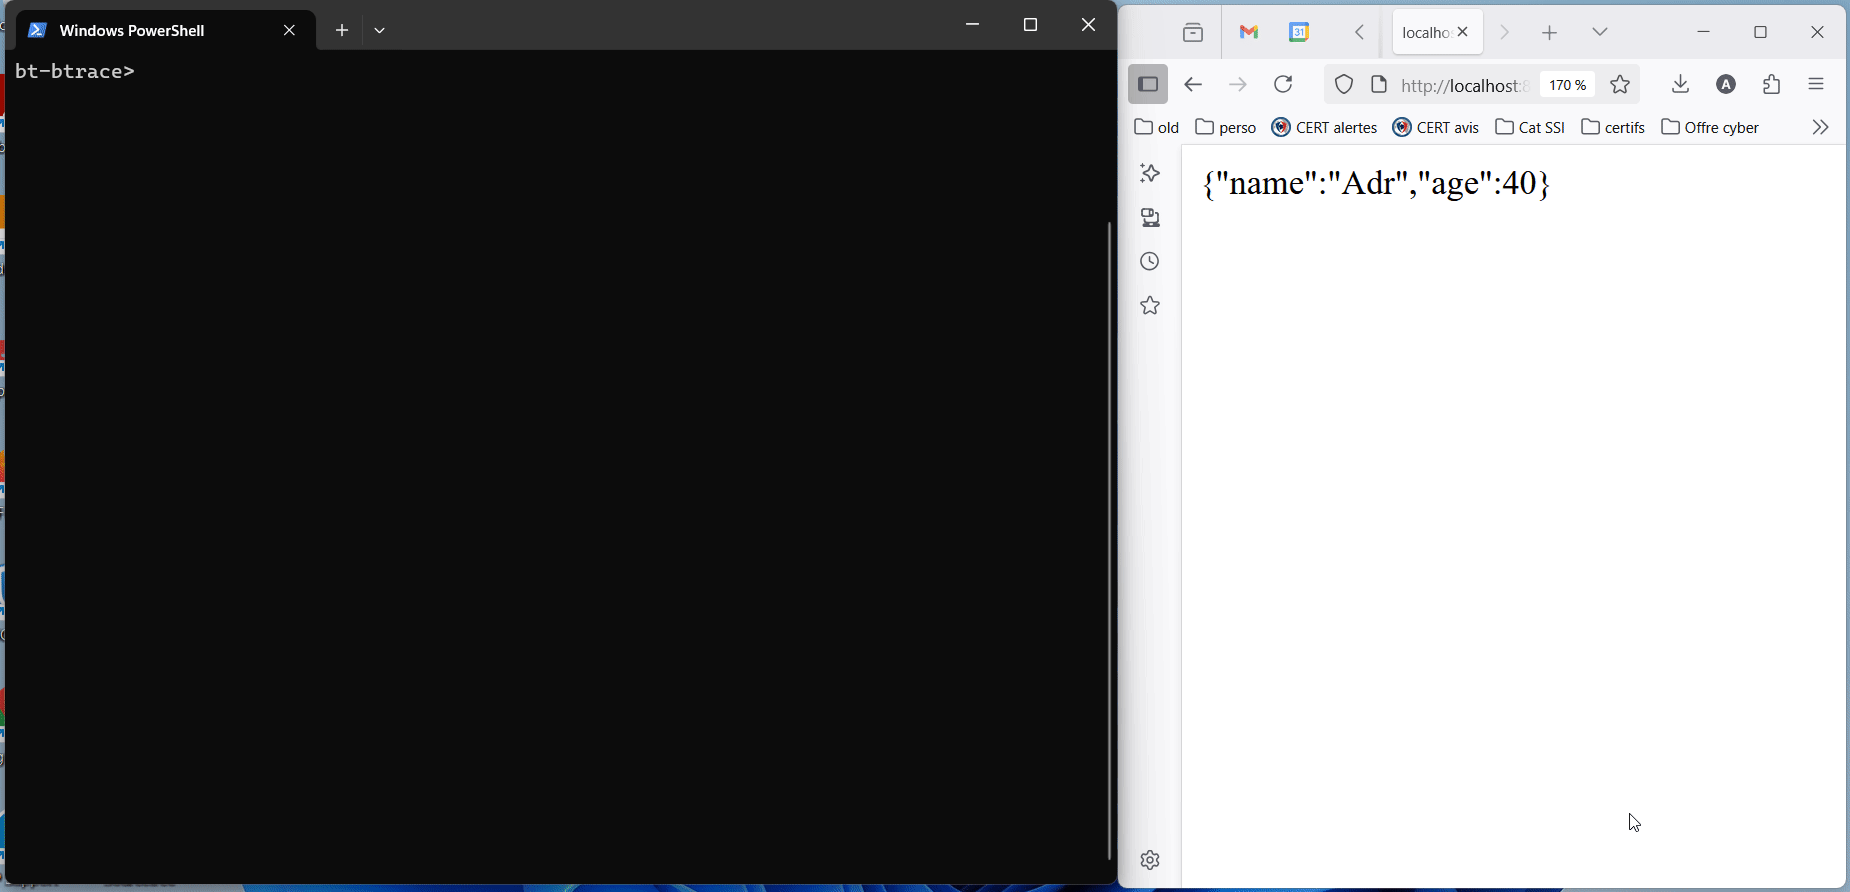 Windows PowerShell
bt-btrace>
31
localho
http://localhost:8
170 %
A
old
perso
CERT alertes
CERT avis
Cat SSI
certifs
Offre cyber
{"name":"Adr","age":40}